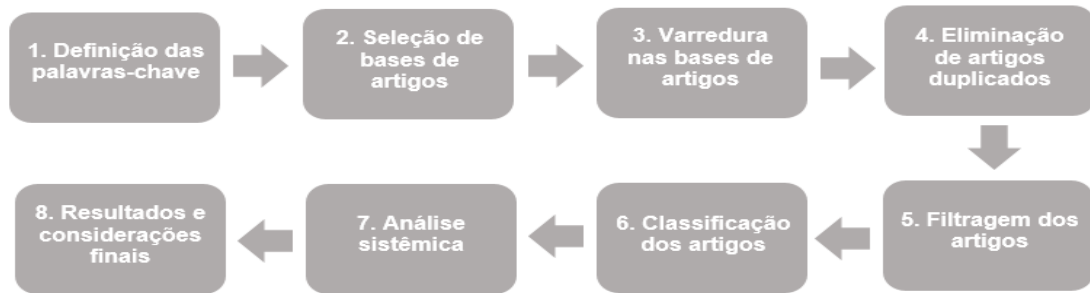 1. Definição das
palavras-chave
2. Seleção de
bases de
artigos
3. Varredura
nas bases de
artigos
4. Eliminação
de artigos
duplicados
5. Filtragem dos
artigos
6. Classificação
dos artigos
7. Análise
sistêmica
8. Resultados e
considerações
finais